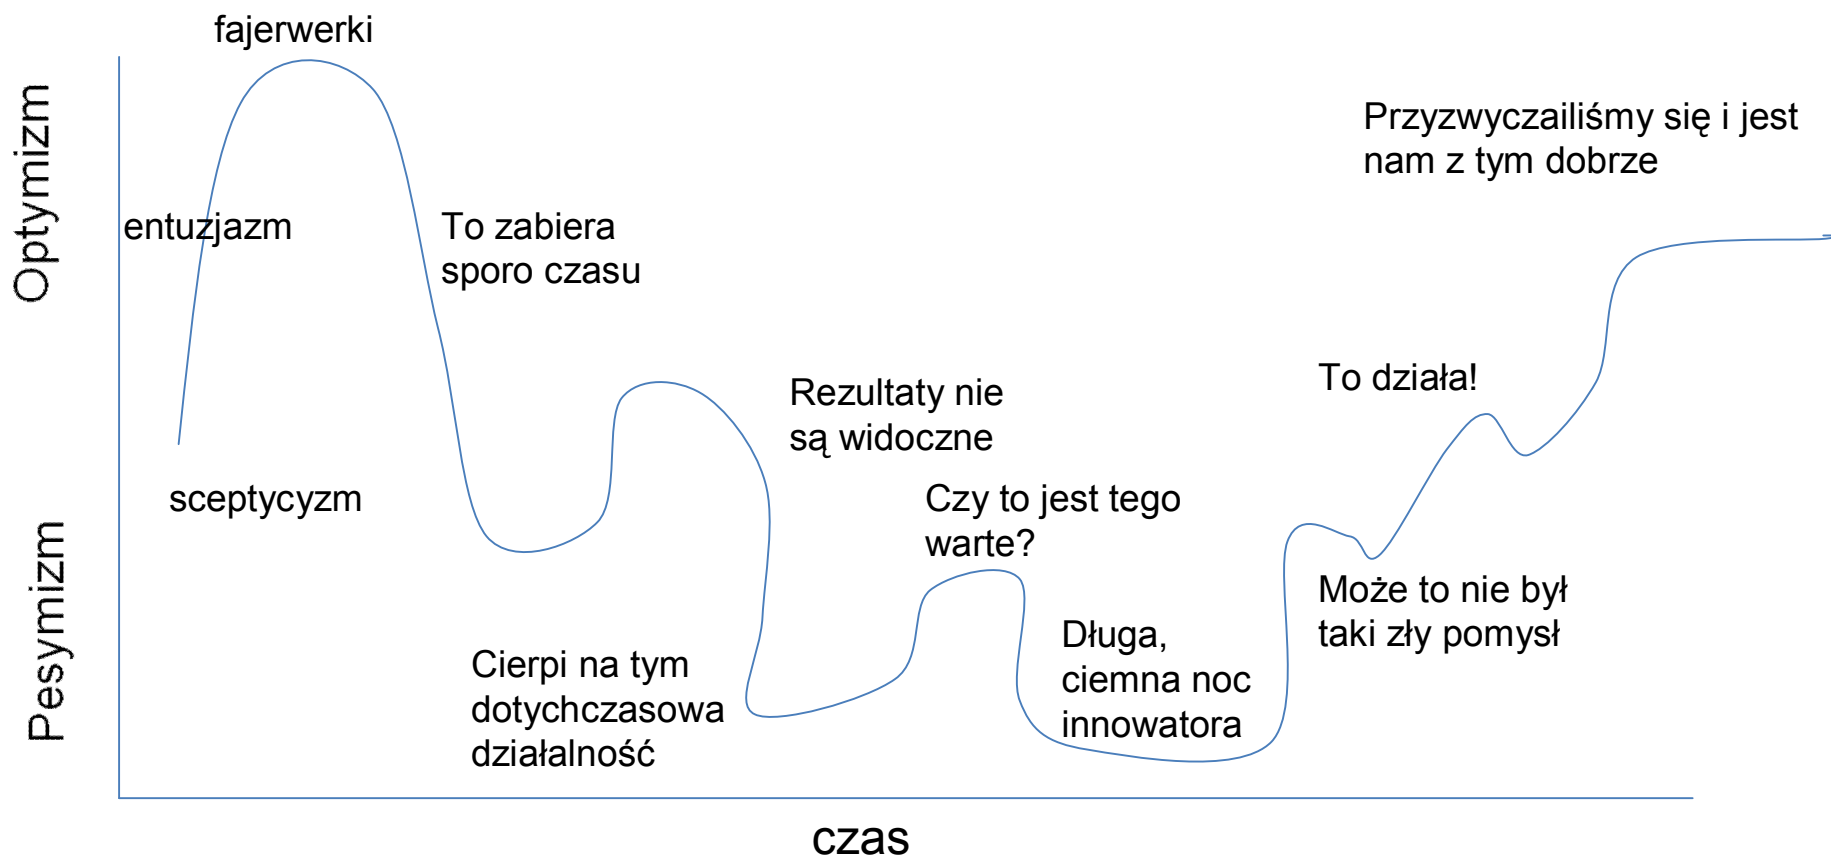 fajerwerki
Optymizm
Przyzwyczailiśmy się i jest
nam z tym dobrze
entuzjazm
To zabiera
sporo czasu
Rezultaty nie
są widoczne
To działa!
sceptycyzm
Czy to jest tego
warte?
Pesymizm
Może to nie był
taki zły pomysł
Długa,
ciemna noc
innowatora
Cierpi na tym
dotychczasowa
działalność
czas